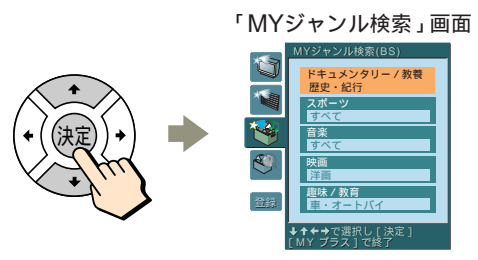 「MYジャンル検索」画面
決定
MYジャンル検索(BS)
ドキュメンタリー/教養
歴史・紀行
スポーツ
すべて
音楽
すべて
映画
洋画
趣味/教育
車・オートバイ
登録
↓↑←→で選択し[決定]
[MY プラス]で終了